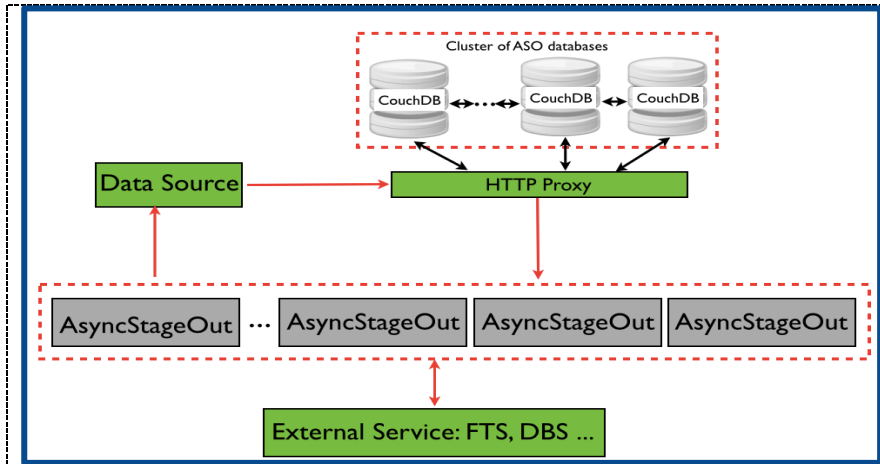 Cluster of ASO databases
CouchDB ... CouchDB CouchDB
Data Source
HTTP Proxy
AsyncStageOut ... AsyncStageOut AsyncStageOut AsyncStageOut
External Service: FTS, DBS ...